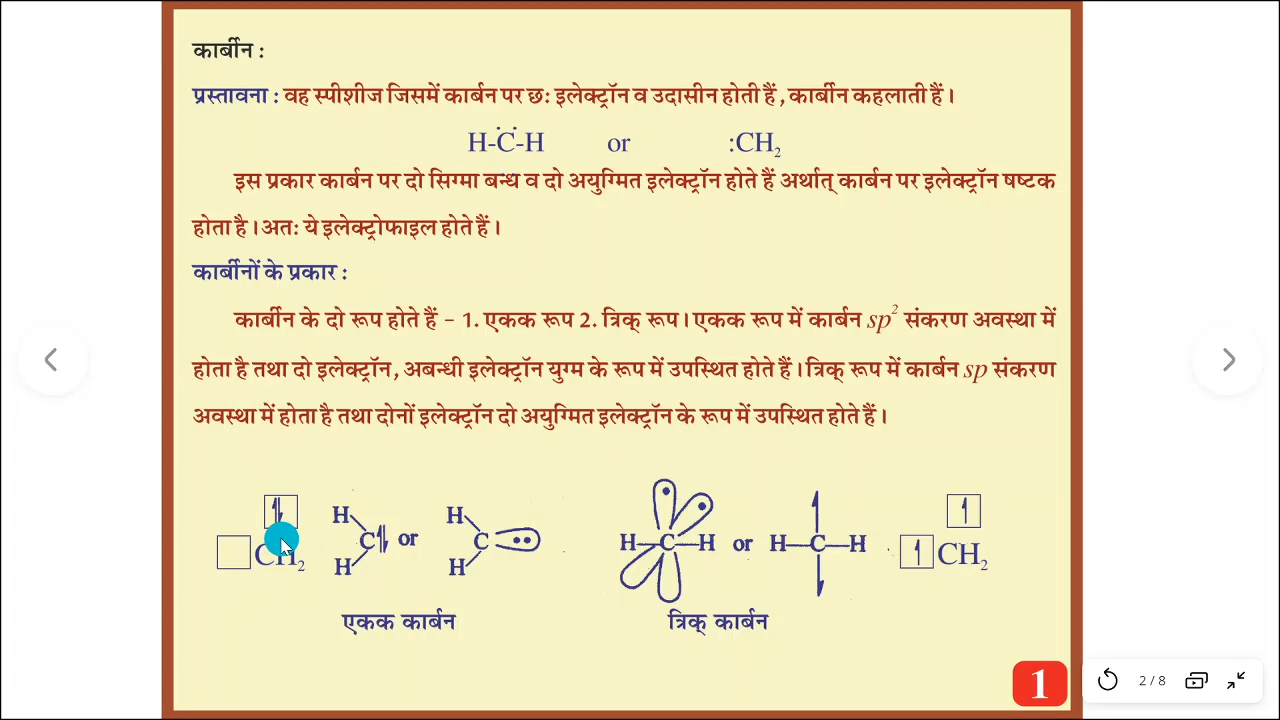 कार्बीन :
प्रस्तावना : वह स्पीशीज जिसमें कार्बन पर छः इलेक्ट्रॉन व उदासीन होती हैं , कार्बीन कहलाती हैं ।
H-C̈-H or :CH₂
इस प्रकार कार्बन पर दो सिग्मा बन्ध व दो अयुग्मित इलेक्ट्रॉन होते हैं अर्थात् कार्बन पर इलेक्ट्रॉन षष्टक
होता है । अतः ये इलेक्ट्रोफाइल होते हैं ।
कार्बीनों के प्रकार :
कार्बीन के दो रूप होते हैं - 1. एकक रूप 2. त्रिक् रूप । एकक रूप में कार्बन sp² संकरण अवस्था में
होता है तथा दो इलेक्ट्रॉन , अबन्धी इलेक्ट्रॉन युग्म के रूप में उपस्थित होते हैं । त्रिक् रूप में कार्बन sp संकरण
अवस्था में होता है तथा दोनों इलेक्ट्रॉन दो अयुग्मित इलेक्ट्रॉन के रूप में उपस्थित होते हैं ।
⥮ H H ↿
CH₂ C⥮ or C H—C—H or H—C—H ↿ CH₂
H H
एकक कार्बन त्रिक् कार्बन
1
2 / 8